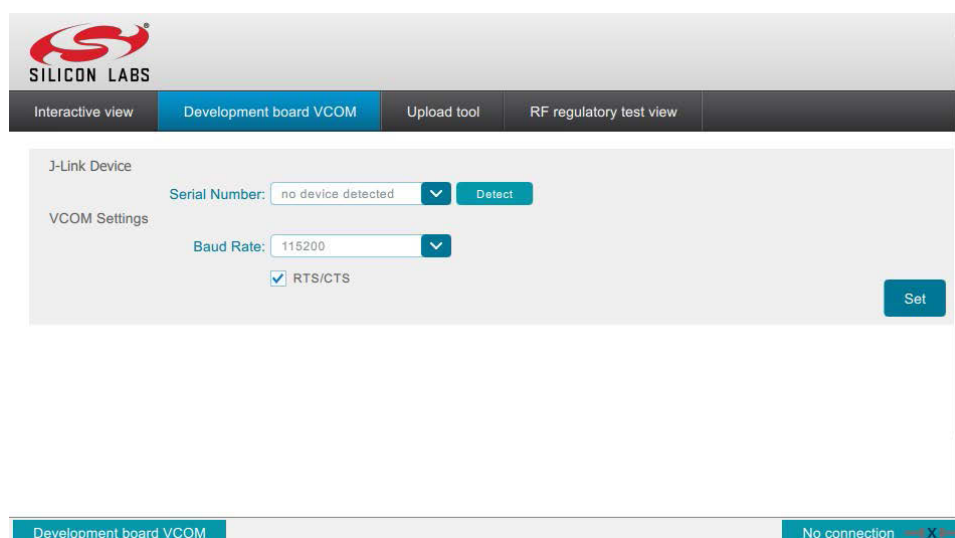 SILICON LABS
Interactive view Development board VCOM Upload tool RF regulatory test view
J-Link Device
Serial Number: no device detected Detect
VCOM Settings
Baud Rate: 115200
RTS/CTS
Set
Development board VCOM No connection